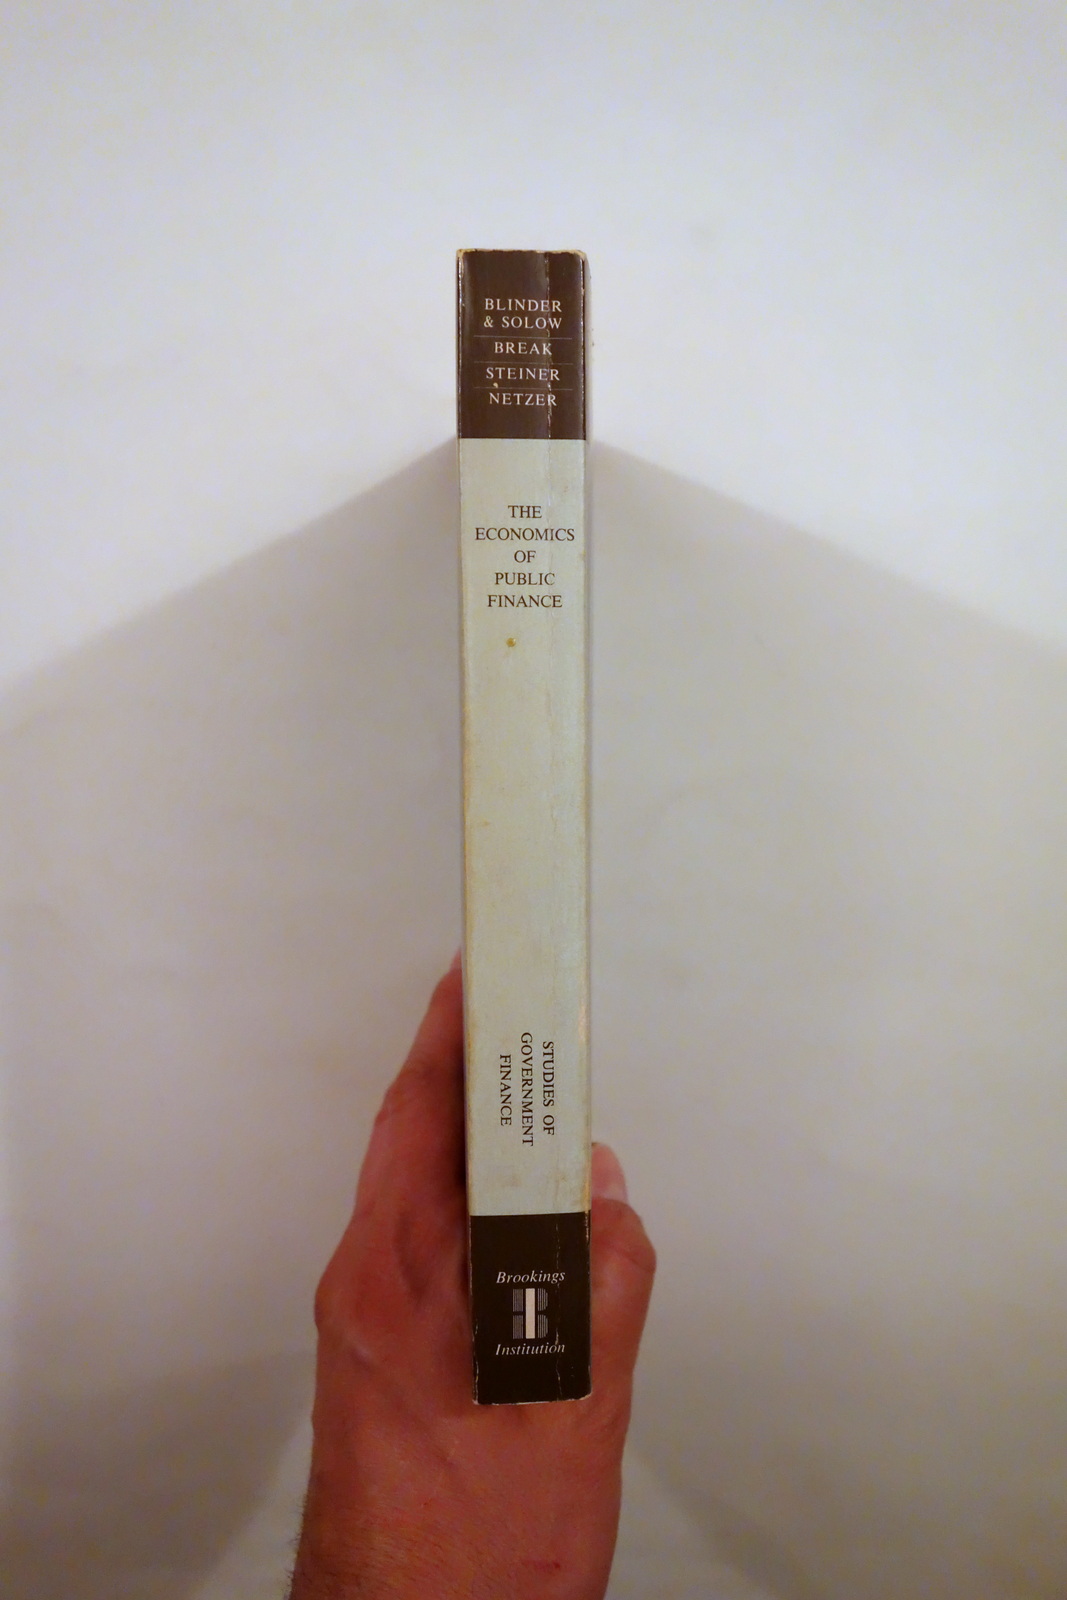 BLINDER
& SOLOW
BREAK
STEINER
NETZER
THE
ECONOMICS
OF
PUBLIC
FINANCE
STUDIES OF
GOVERNMENT
FINANCE
Brookings
B
Institution